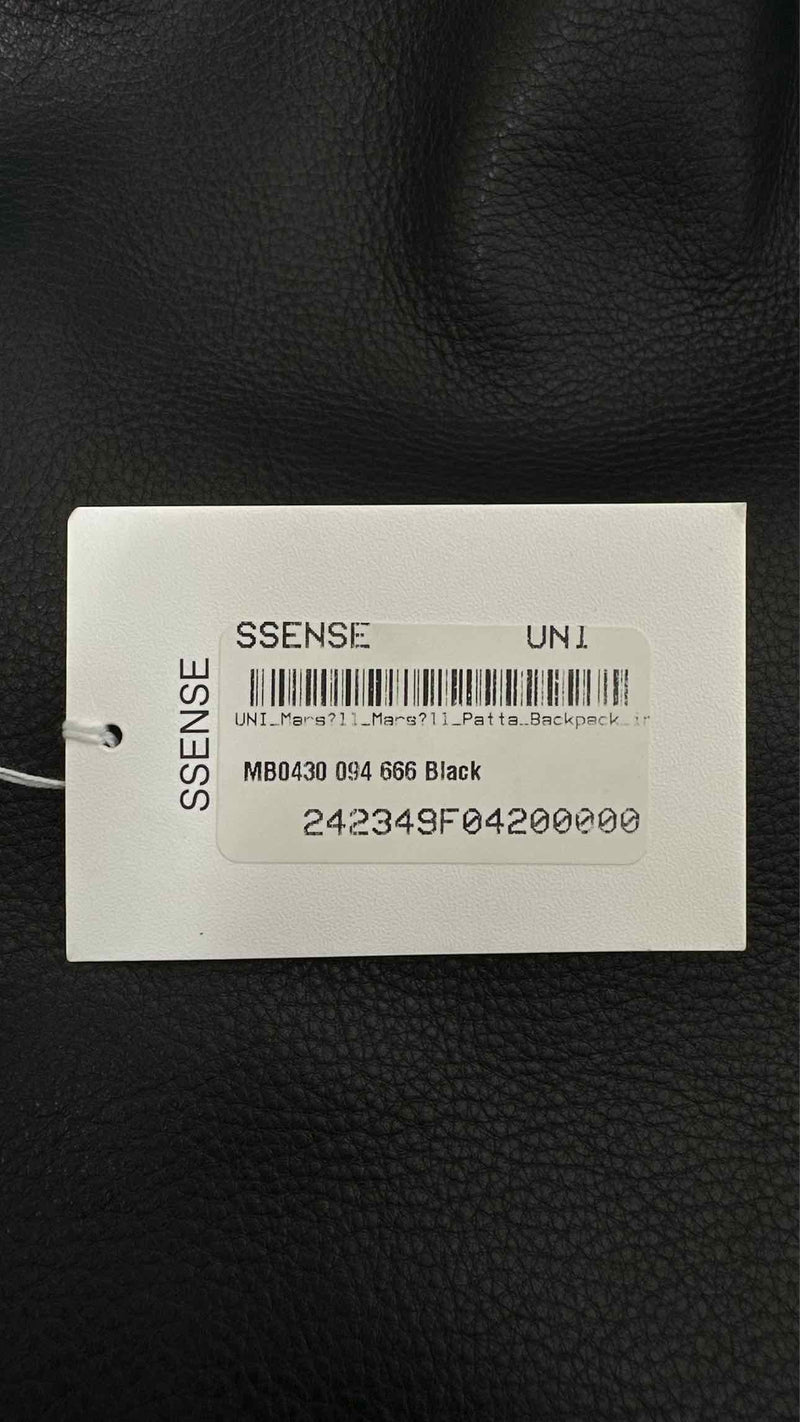 SSENSE
SSENSE UNI
UNI_Mars?ll_Mars?ll_Patta_Backpack_ir
MB0430 094 666 Black
242349F04200000